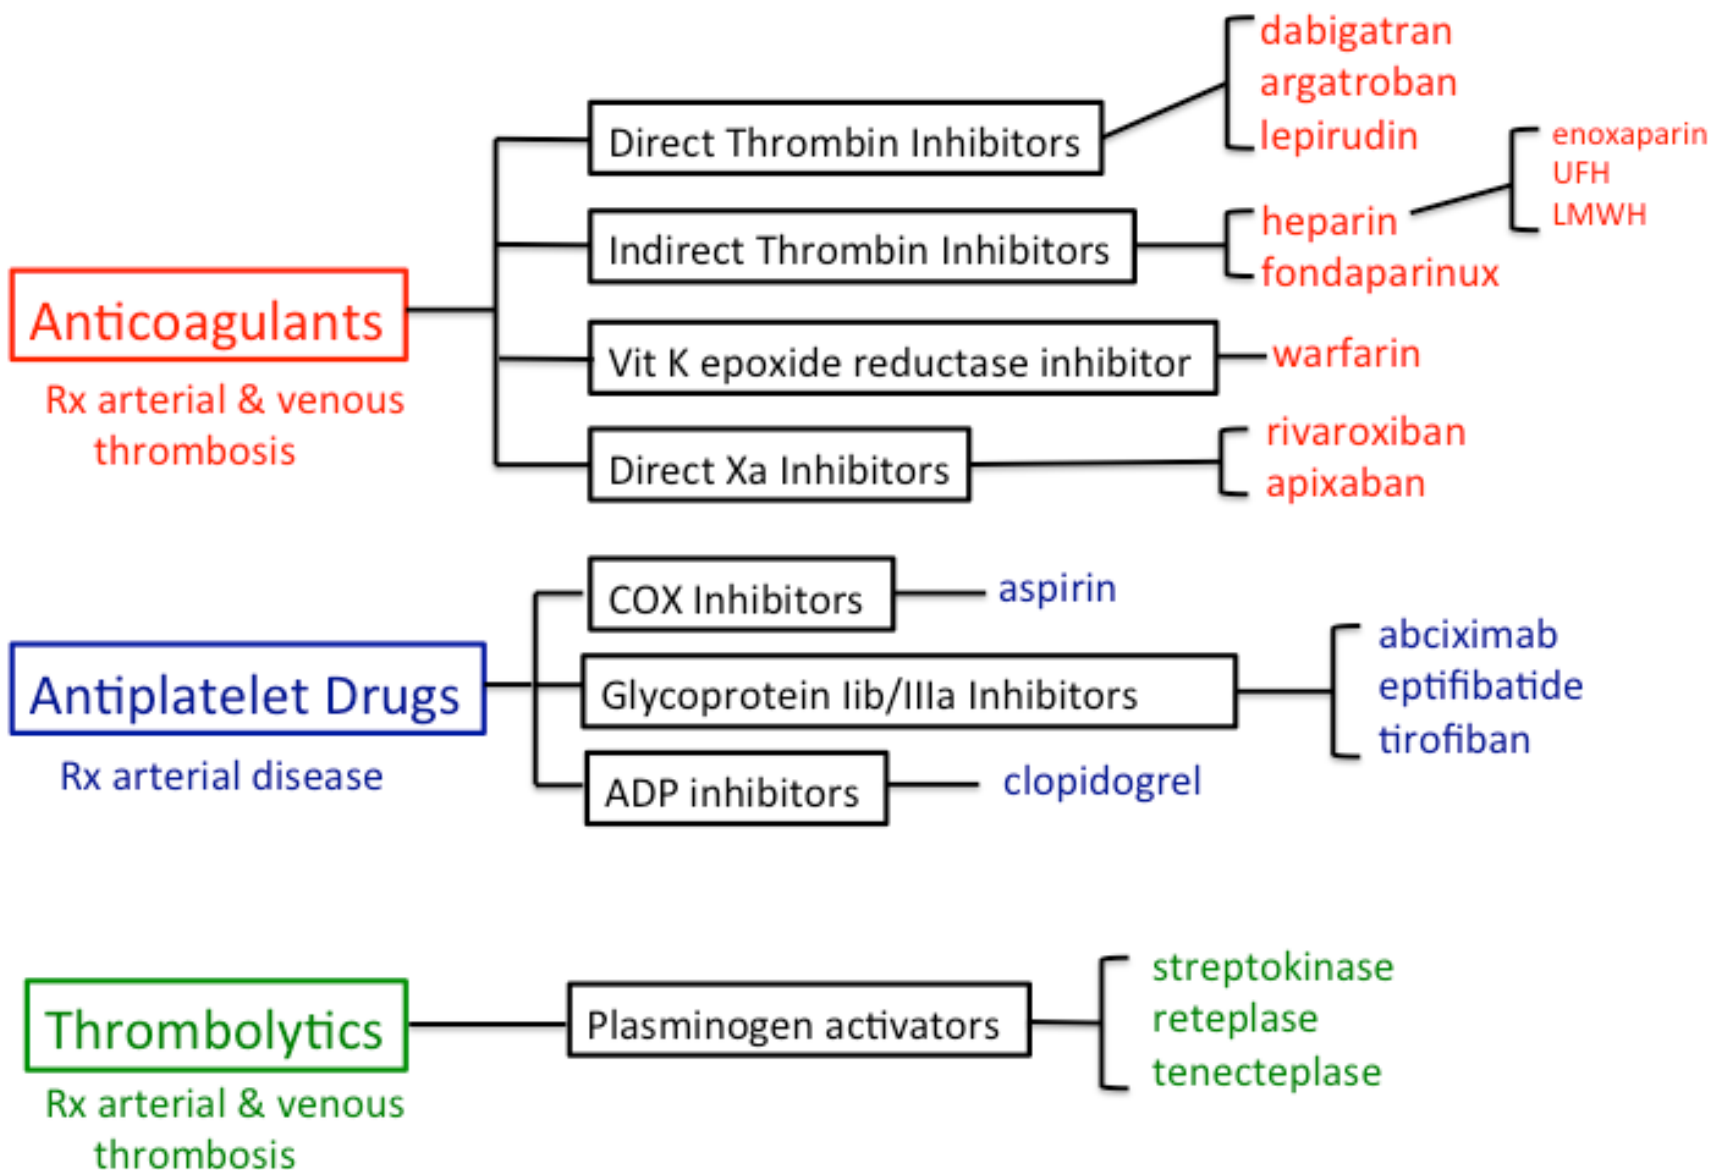 Anticoagulants
Rx arterial & venous
thrombosis
Direct Thrombin Inhibitors
dabigatran
argatroban
lepirudin
Indirect Thrombin Inhibitors
heparin
fondaparinux
enoxaparin
UFH
LMWH
Vit K epoxide reductase inhibitor
warfarin
Direct Xa Inhibitors
rivaroxiban
apixaban
Antiplatelet Drugs
Rx arterial disease
COX Inhibitors
aspirin
Glycoprotein Iib/IIIa Inhibitors
abciximab
eptifibatide
tirofiban
ADP inhibitors
clopidogrel
Thrombolytics
Rx arterial & venous
thrombosis
Plasminogen activators
streptokinase
reteplase
tenecteplase